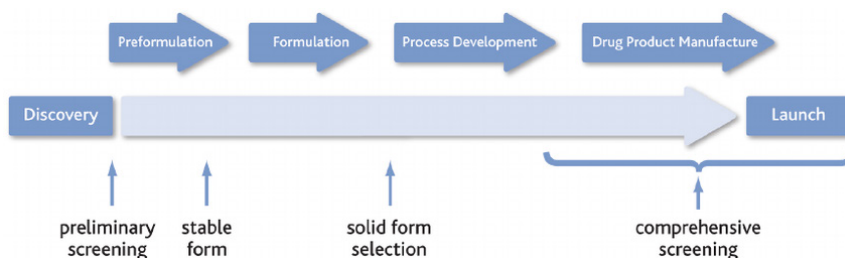 Preformulation
Formulation
Process Development
Drug Product Manufacture
Discovery
Launch
preliminary
screening
stable
form
solid form
selection
comprehensive
screening